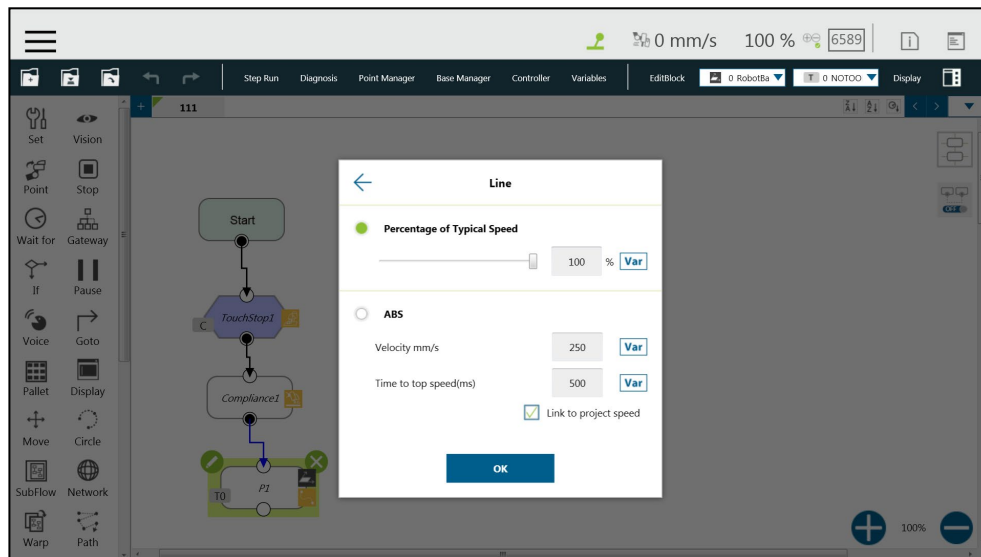 0 mm/s 100 % 6589
Step Run Diagnosis Point Manager Base Manager Controller Variables EditBlock 0 RobotBa T 0 NOTOO Display
+ 111
Set Vision
Point Stop
Wait for Gateway
If Pause
Voice Goto
Pallet Display
Move Circle
SubFlow Network
Warp Path
Start
C TouchStop1
Compliance1
T0 P1
Line
Percentage of Typical Speed
100 % Var
ABS
Velocity mm/s 250 Var
Time to top speed(ms) 500 Var
Link to project speed
OK
OFF
100%